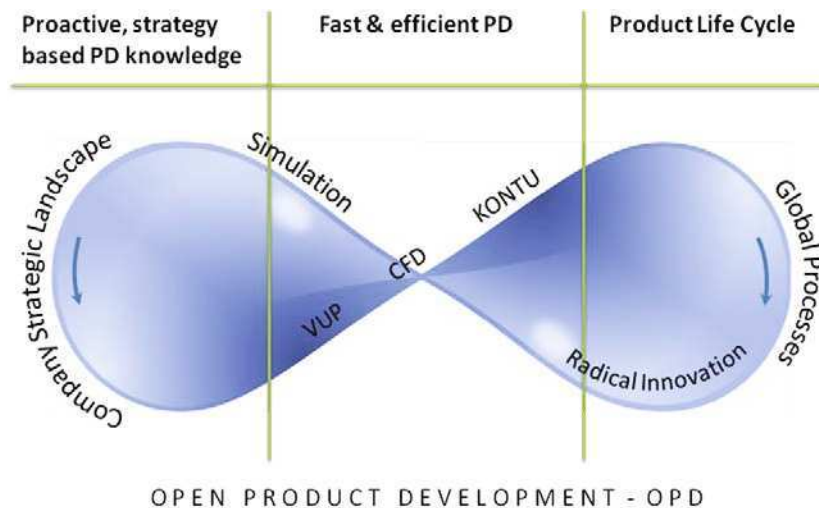 Proactive, strategy
based PD knowledge
Fast & efficient PD
Product Life Cycle
Company Strategic Landscape
Simulation
VUP
CFD
KONTU
Radical Innovation
Global Processes
OPEN PRODUCT DEVELOPMENT - OPD